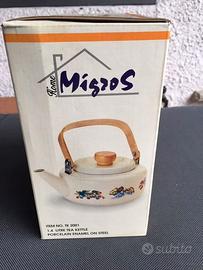 Home
MigroS
ITEM NO. TK 2001
1.4 LITRE TEA KETTLE
PORCELAIN ENAMEL ON STEEL
subito